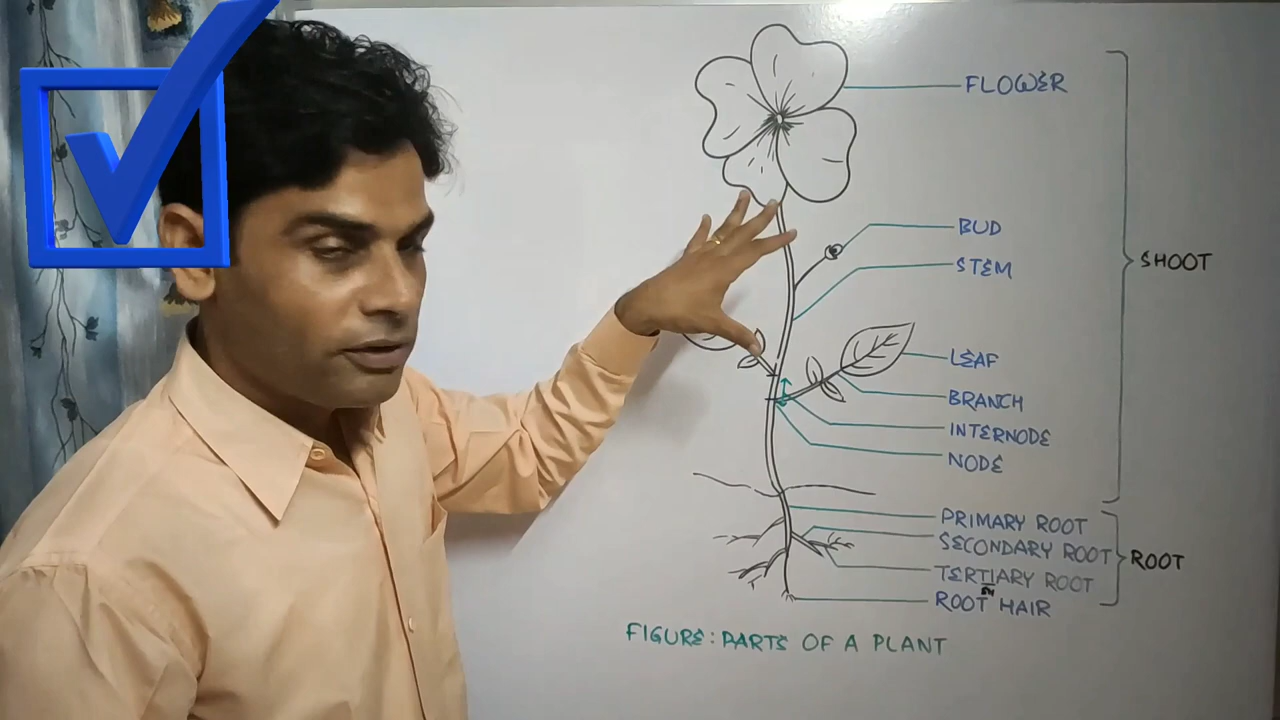 FLOWER
BUD
STEM
SHOOT
LEAF
BRANCH
INTERNODE
NODE
PRIMARY ROOT
SECONDARY ROOT
ROOT
TERTIARY ROOT
ROOT HAIR
FIGURE: PARTS OF A PLANT